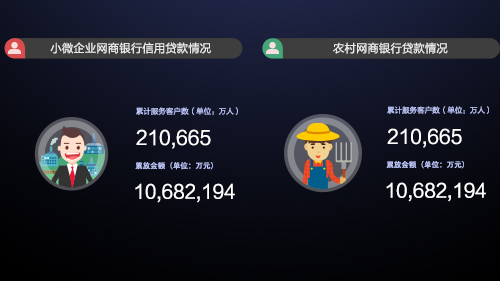 小微企业网商银行信用贷款情况
累计服务客户数（单位：万人）
210,665
累放金额（单位：万元）
10,682,194
农村网商银行贷款情况
累计服务客户数（单位：万人）
210,665
累放金额（单位：万元）
10,682,194